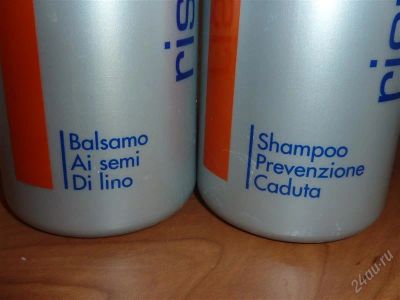 Balsamo
Ai semi
Di lino
Shampoo
Prevenzione
Caduta
24au.ru